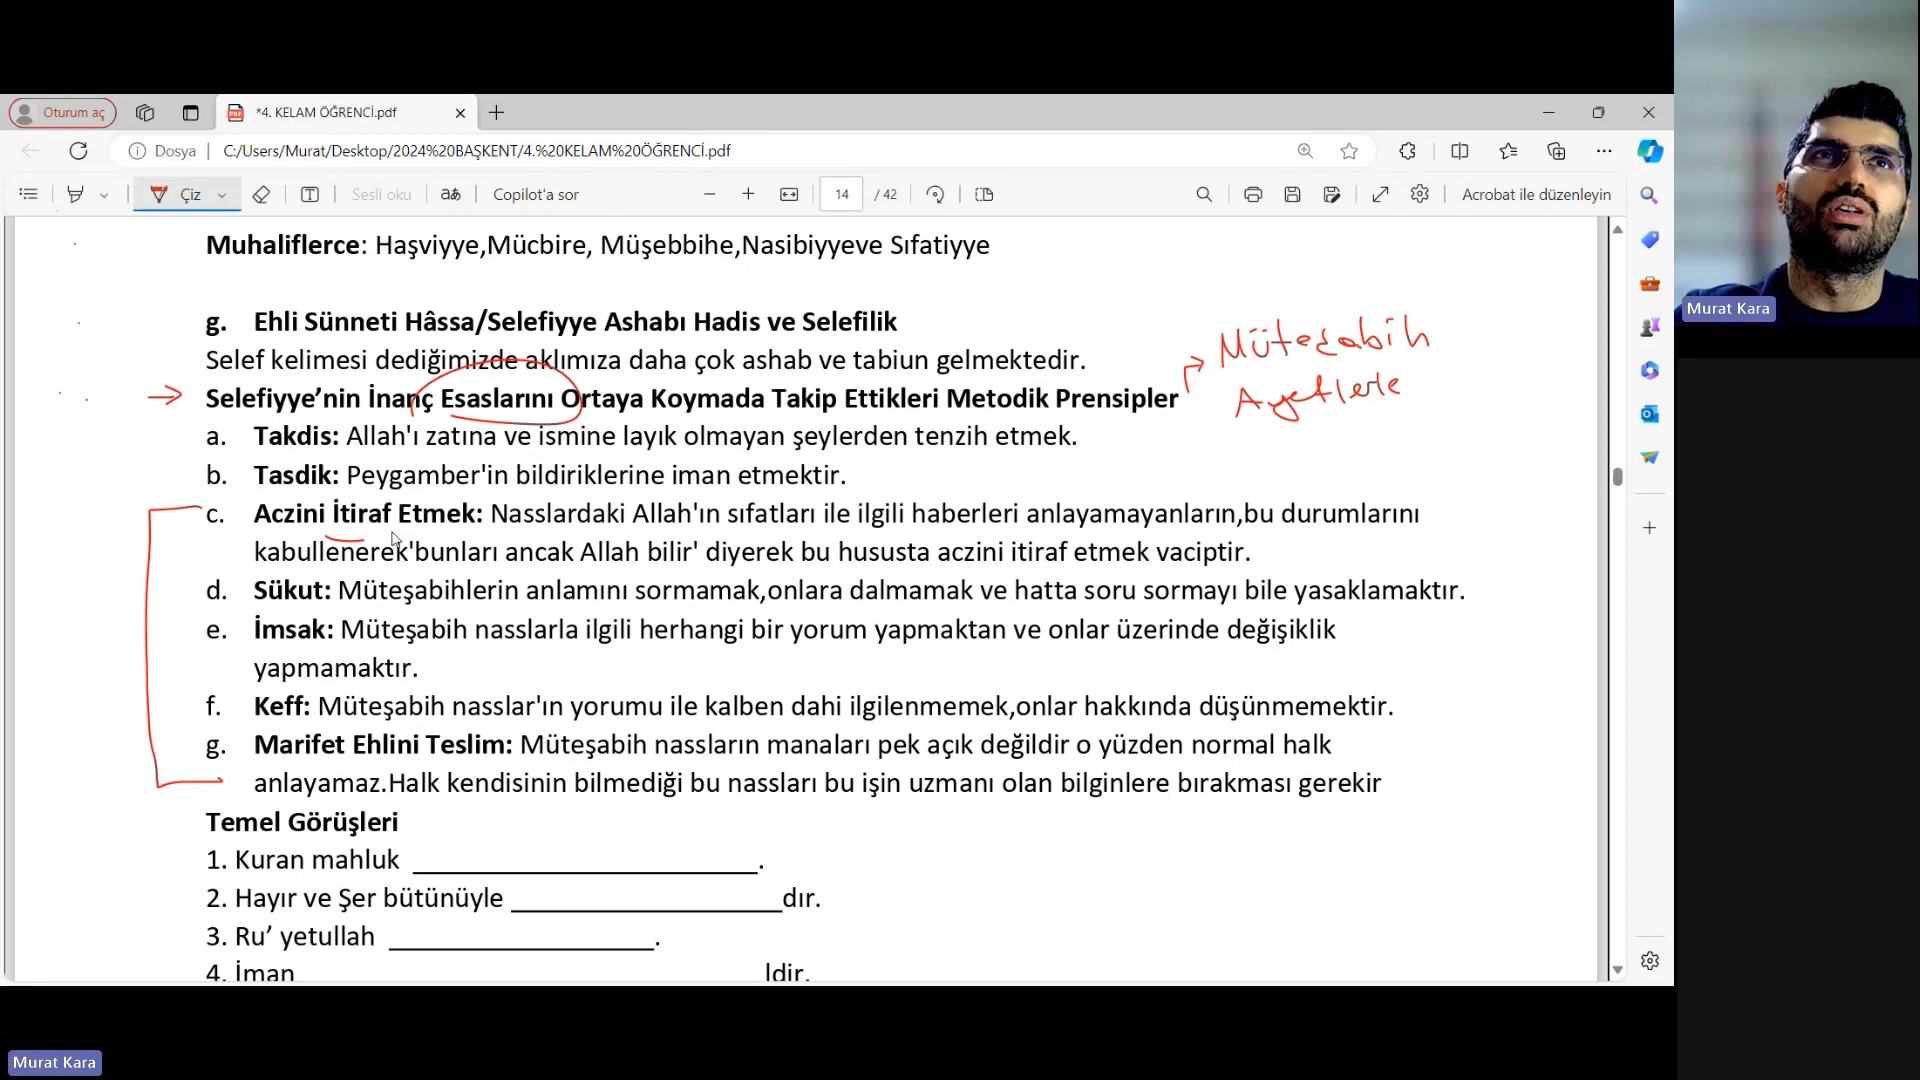 Oturum aç
*4. KELAM ÖĞRENCİ.pdf
Dosya
C:/Users/Murat/Desktop/2024%20BAŞKENT/4.%20KELAM%20ÖĞRENCİ.pdf
Çiz
Sesli oku
aあ
Copilot'a sor
14
/ 42
Acrobat ile düzenleyin
Muhaliflerce: Haşviyye,Mücbire, Müşebbihe,Nasibiyyeve Sıfatiyye
g. Ehli Sünneti Hâssa/Selefiyye Ashabı Hadis ve Selefilik
Selef kelimesi dediğimizde aklımıza daha çok ashab ve tabiun gelmektedir.
Müteşabih
Ayetlerle
Selefiyye’nin İnanç Esaslarını Ortaya Koymada Takip Ettikleri Metodik Prensipler
a. Takdis: Allah'ı zatına ve ismine layık olmayan şeylerden tenzih etmek.
b. Tasdik: Peygamber'in bildiriklerine iman etmektir.
c. Aczini İtiraf Etmek: Nasslardaki Allah'ın sıfatları ile ilgili haberleri anlayamayanların,bu durumlarını
kabullenerek'bunları ancak Allah bilir' diyerek bu hususta aczini itiraf etmek vaciptir.
d. Sükut: Müteşabihlerin anlamını sormamak,onlara dalmamak ve hatta soru sormayı bile yasaklamaktır.
e. İmsak: Müteşabih nasslarla ilgili herhangi bir yorum yapmaktan ve onlar üzerinde değişiklik
yapmamaktır.
f. Keff: Müteşabih nasslar'ın yorumu ile kalben dahi ilgilenmemek,onlar hakkında düşünmemektir.
g. Marifet Ehlini Teslim: Müteşabih nassların manaları pek açık değildir o yüzden normal halk
anlayamaz.Halk kendisinin bilmediği bu nassları bu işin uzmanı olan bilginlere bırakması gerekir
Temel Görüşleri
1. Kuran mahluk ________________________.
2. Hayır ve Şer bütünüyle ___________________dır.
3. Ru’ yetullah ___________________.
4. İman ldir.
Murat Kara
Murat Kara